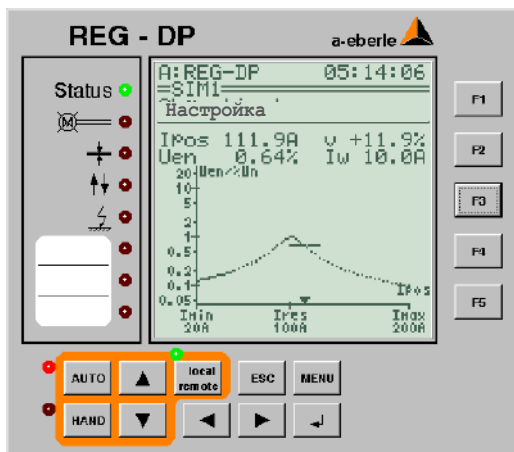 REG - DP
a-eberle
Status
A:REG-DP 05:14:06
=SIM1=
Настройка
IPos 111.9A v +11.9%
Uen 0.64% Iw 10.0A
Uen/%Un
20
10
5
2
1
0.5
0.2
0.1
0.05
IPos
Imin Ires Imax
20A 100A 200A
F1
F2
F3
F4
F5
AUTO
local
remote
ESC
MENU
HAND